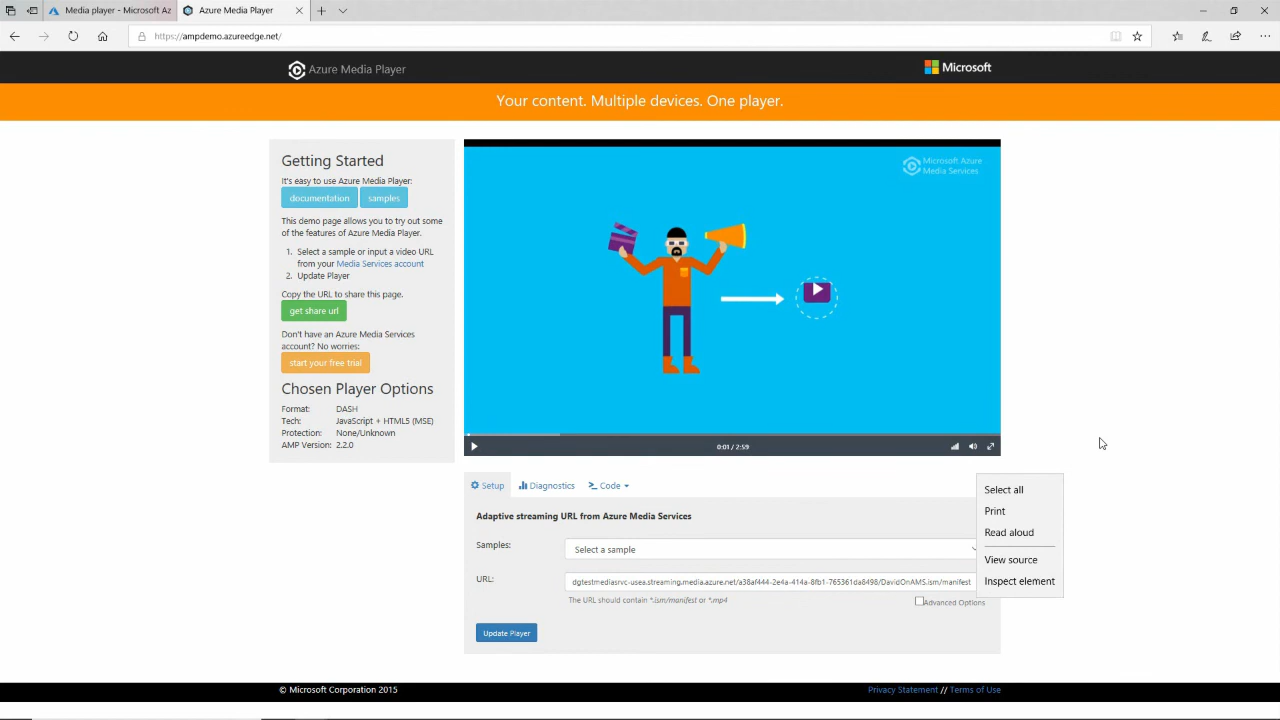 Media player - Microsoft Az
Azure Media Player
https://ampdemo.azureedge.net/
Azure Media Player
Microsoft
Your content. Multiple devices. One player.
Getting Started
It's easy to use Azure Media Player:
documentation
samples
This demo page allows you to try out some
of the features of Azure Media Player.
1. Select a sample or input a video URL
from your Media Services account
2. Update Player
Copy the URL to share this page.
get share url
Don't have an Azure Media Services
account? No worries:
start your free trial
Chosen Player Options
Format: DASH
Tech: JavaScript + HTML5 (MSE)
Protection: None/Unknown
AMP Version: 2.2.0
Microsoft Azure
Media Services
0:01 / 2:59
Setup
Diagnostics
Code
Adaptive streaming URL from Azure Media Services
Samples: Select a sample
URL: dgtestmediasrvc-usea.streaming.media.azure.net/a38af444-2e4a-414a-8fb1-765361da8498/DavidOnAMS.ism/manifest
The URL should contain *.ism/manifest or *.mp4
Advanced Options
Update Player
Select all
Print
Read aloud
View source
Inspect element
© Microsoft Corporation 2015
Privacy Statement // Terms of Use